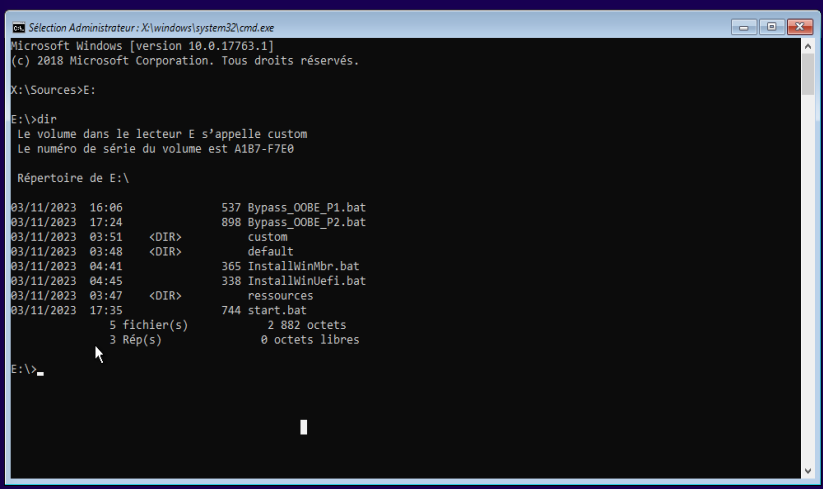 Sélection Administrateur : X:\windows\system32\cmd.exe
Microsoft Windows [version 10.0.17763.1]
(c) 2018 Microsoft Corporation. Tous droits réservés.
X:\Sources>E:
E:\>dir
Le volume dans le lecteur E s’appelle custom
Le numéro de série du volume est A1B7-F7E0
Répertoire de E:\
03/11/2023  16:06               537 Bypass_OOBE_P1.bat
03/11/2023  17:24               898 Bypass_OOBE_P2.bat
03/11/2023  03:51    <DIR>          custom
03/11/2023  03:48    <DIR>          default
03/11/2023  04:41               365 InstallWinMbr.bat
03/11/2023  04:45               338 InstallWinUefi.bat
03/11/2023  03:47    <DIR>          ressources
03/11/2023  17:35               744 start.bat
5 fichier(s)            2 882 octets
3 Rép(s)               0 octets libres
E:\>